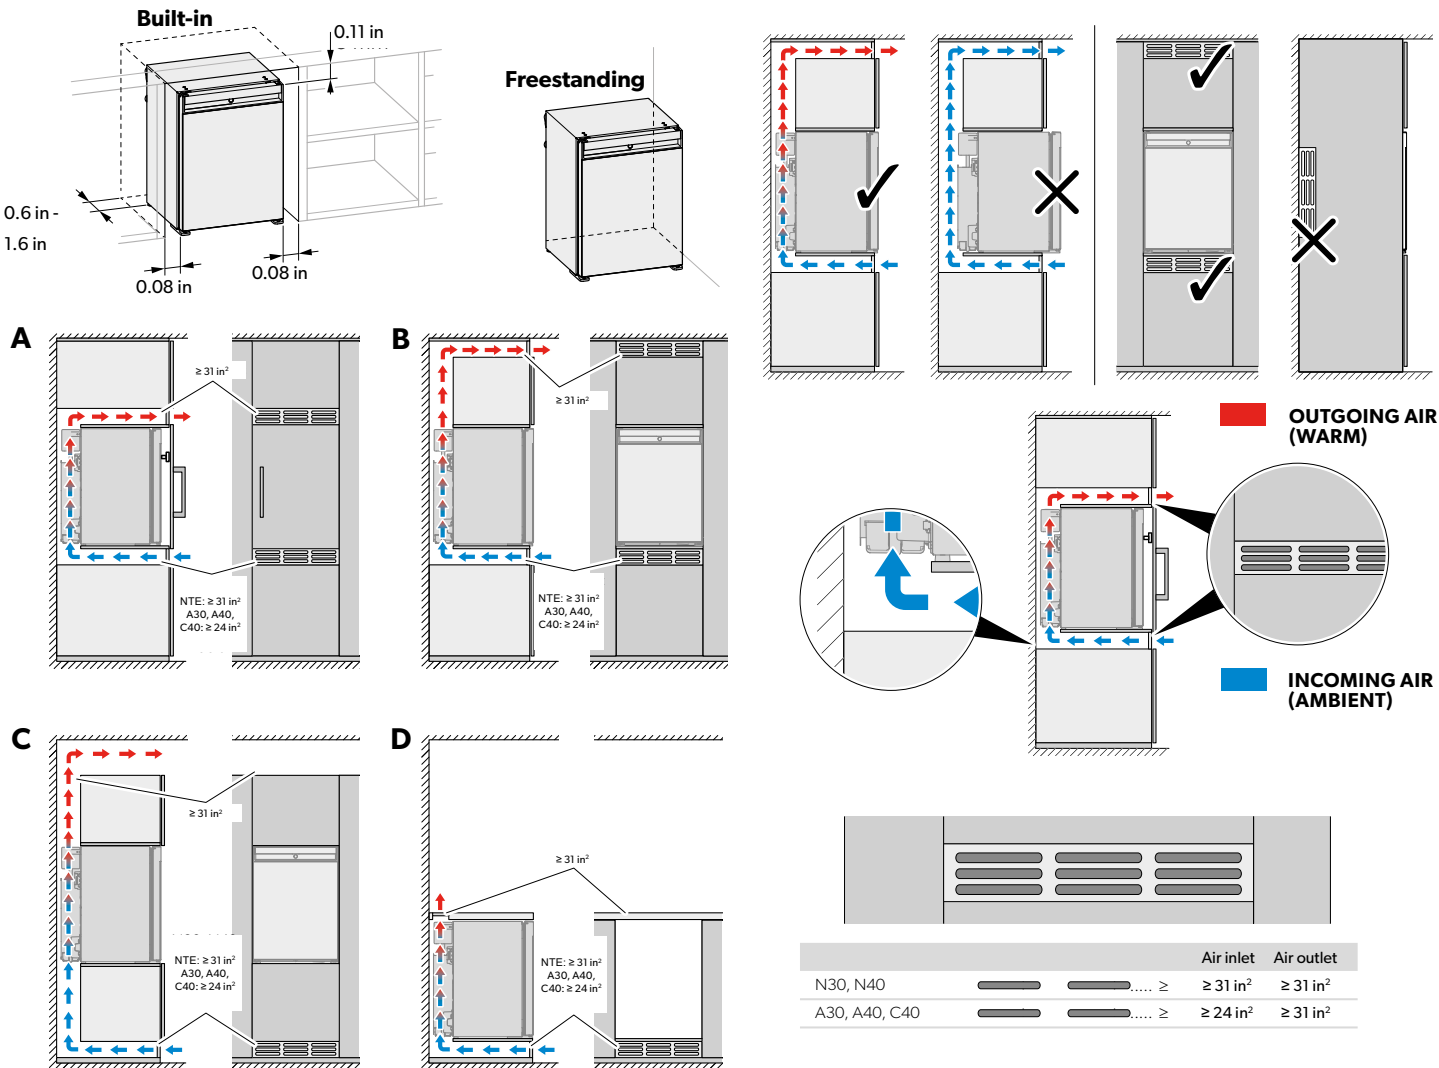 Built-in
0.11 in
0.6 in -
1.6 in
0.08 in
0.08 in
Freestanding
A
≥ 31 in²
NTE: ≥ 31 in²
A30, A40,
C40: ≥ 24 in²
B
≥ 31 in²
NTE: ≥ 31 in²
A30, A40,
C40: ≥ 24 in²
C
≥ 31 in²
NTE: ≥ 31 in²
A30, A40,
C40: ≥ 24 in²
D
≥ 31 in²
NTE: ≥ 31 in²
A30, A40,
C40: ≥ 24 in²
OUTGOING AIR
(WARM)
INCOMING AIR
(AMBIENT)
Air inlet Air outlet
N30, N40 ..... ≥ ≥ 31 in² ≥ 31 in²
A30, A40, C40 ..... ≥ ≥ 24 in² ≥ 31 in²